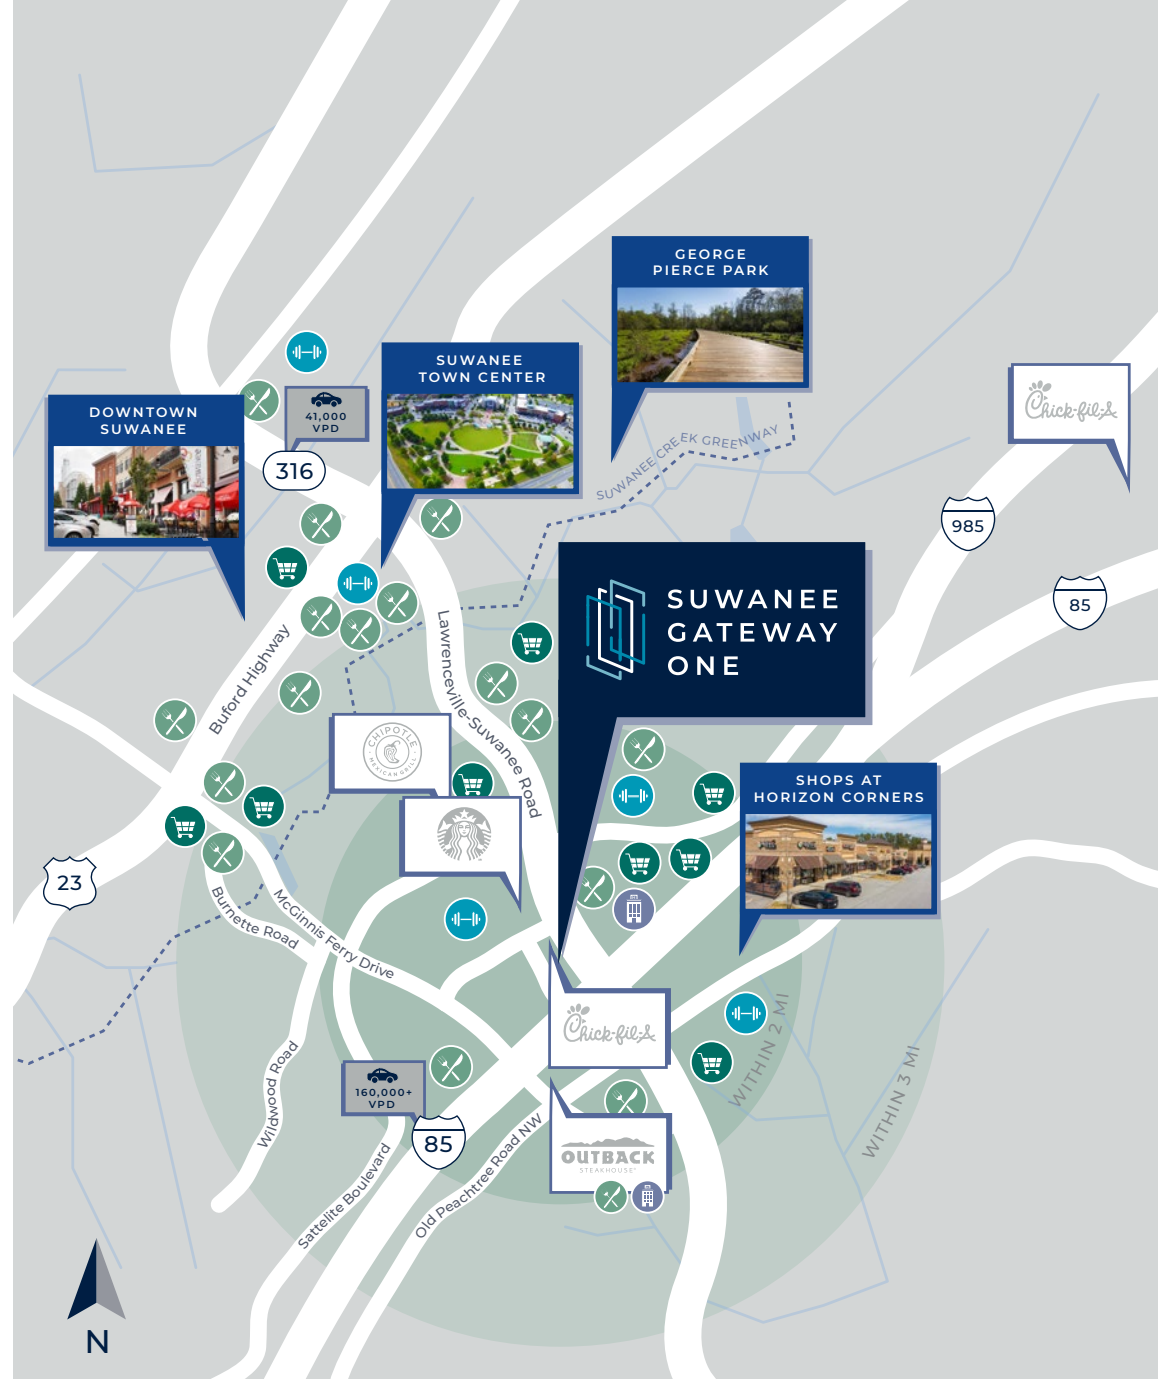 GEORGE
PIERCE PARK
SUWANEE
TOWN CENTER
41,000
VPD
DOWNTOWN
SUWANEE
316
Chick-fil-A
SUWANEE CREEK GREENWAY
985
85
SUWANEE
GATEWAY
ONE
Lawrenceville-Suwanee Road
Buford Highway
CHIPOTLE
MEXICAN GRILL
SHOPS AT
HORIZON CORNERS
23
Burnette Road
McGinnis Ferry Drive
Chick-fil-A
WITHIN 2 MI
WITHIN 3 MI
Wildwood Road
160,000+
VPD
85
OUTBACK
STEAKHOUSE
Sattelite Boulevard
Old Peachtree Road NW
N